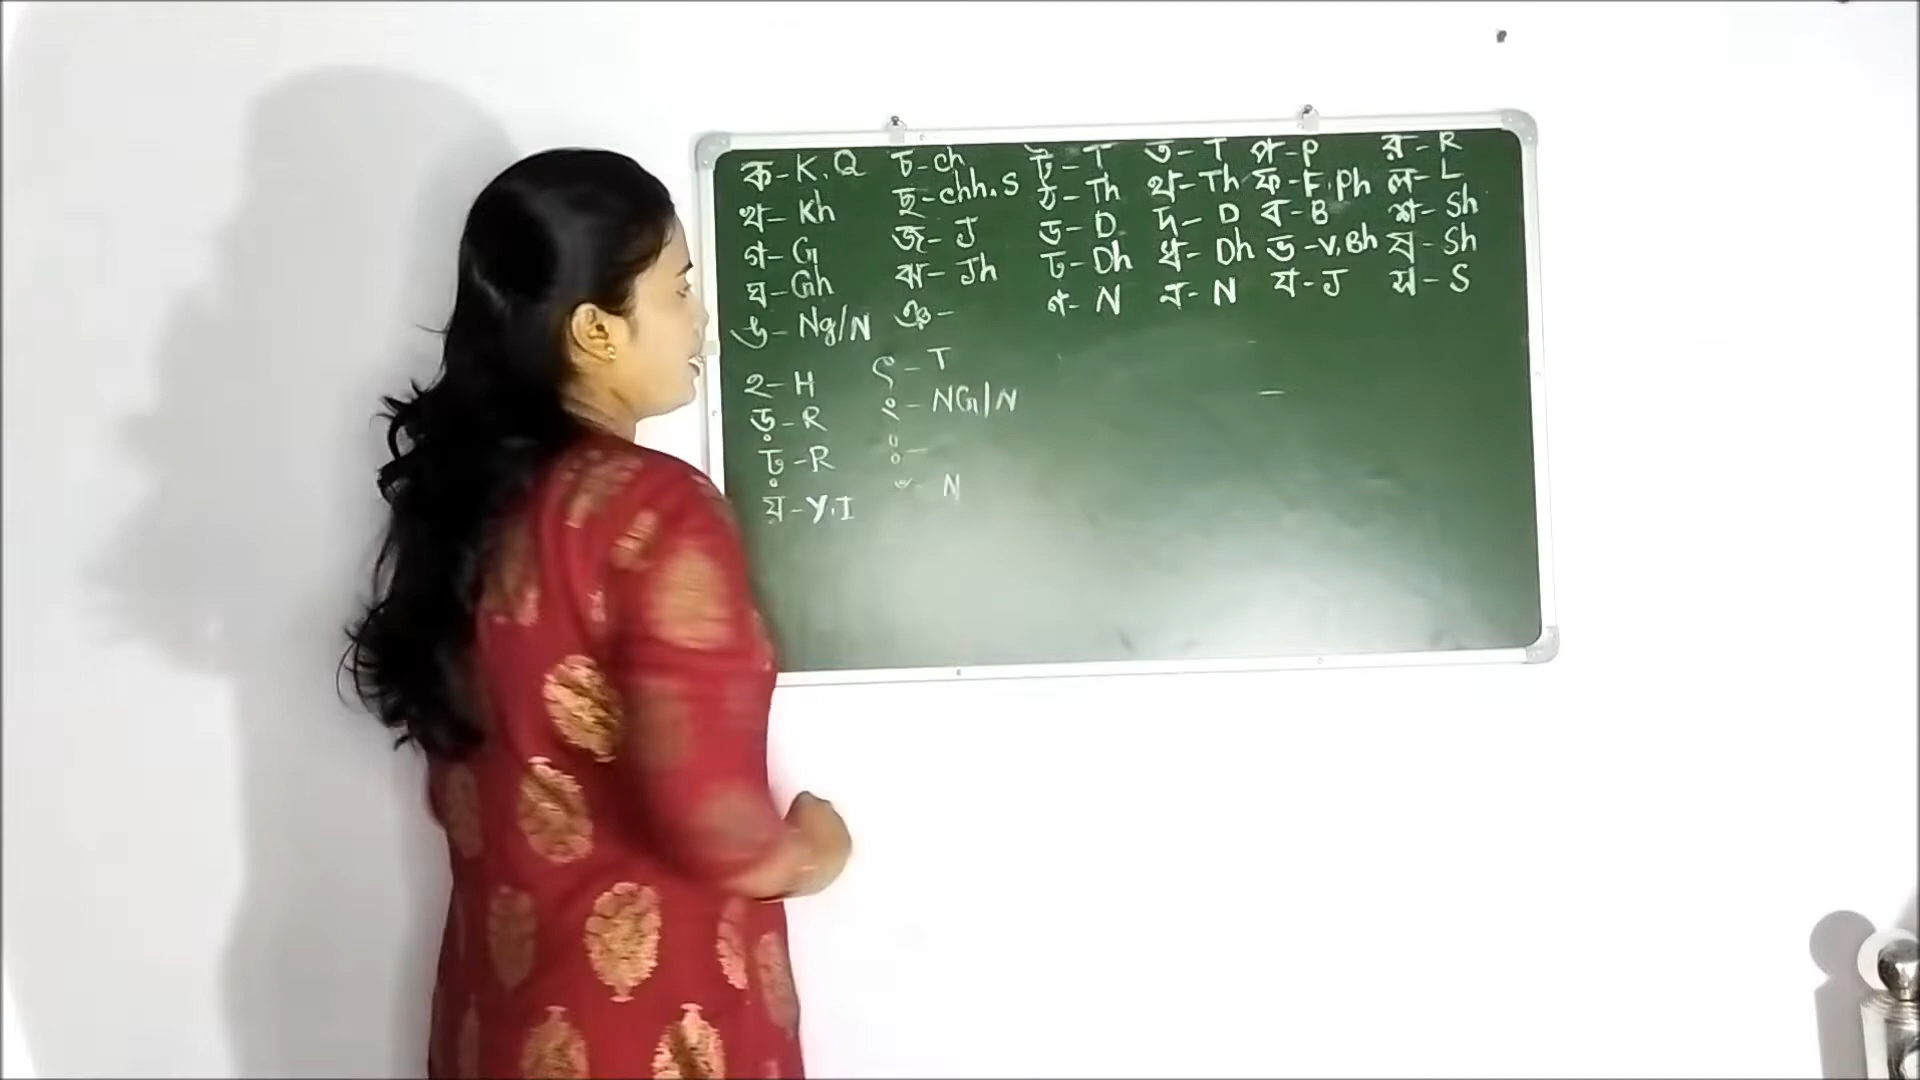 ক - K, Q চ - ch ট - T ত - T প - P র - R
খ - Kh ছ - chh, S ঠ - Th থ - Th ফ - F, Ph ল - L
গ - G জ - J ড - D দ - D ব - B শ - Sh
ঘ - Gh ঝ - Jh ঢ - Dh ধ - Dh ভ - V, Bh ষ - Sh
ঙ - Ng/N ঞ - ণ - N ন - N য - J স - S
হ - H ৎ - T
ড় - R ং - NG/N
ঢ় - R ঃ -
য় - Y, I ঁ - N